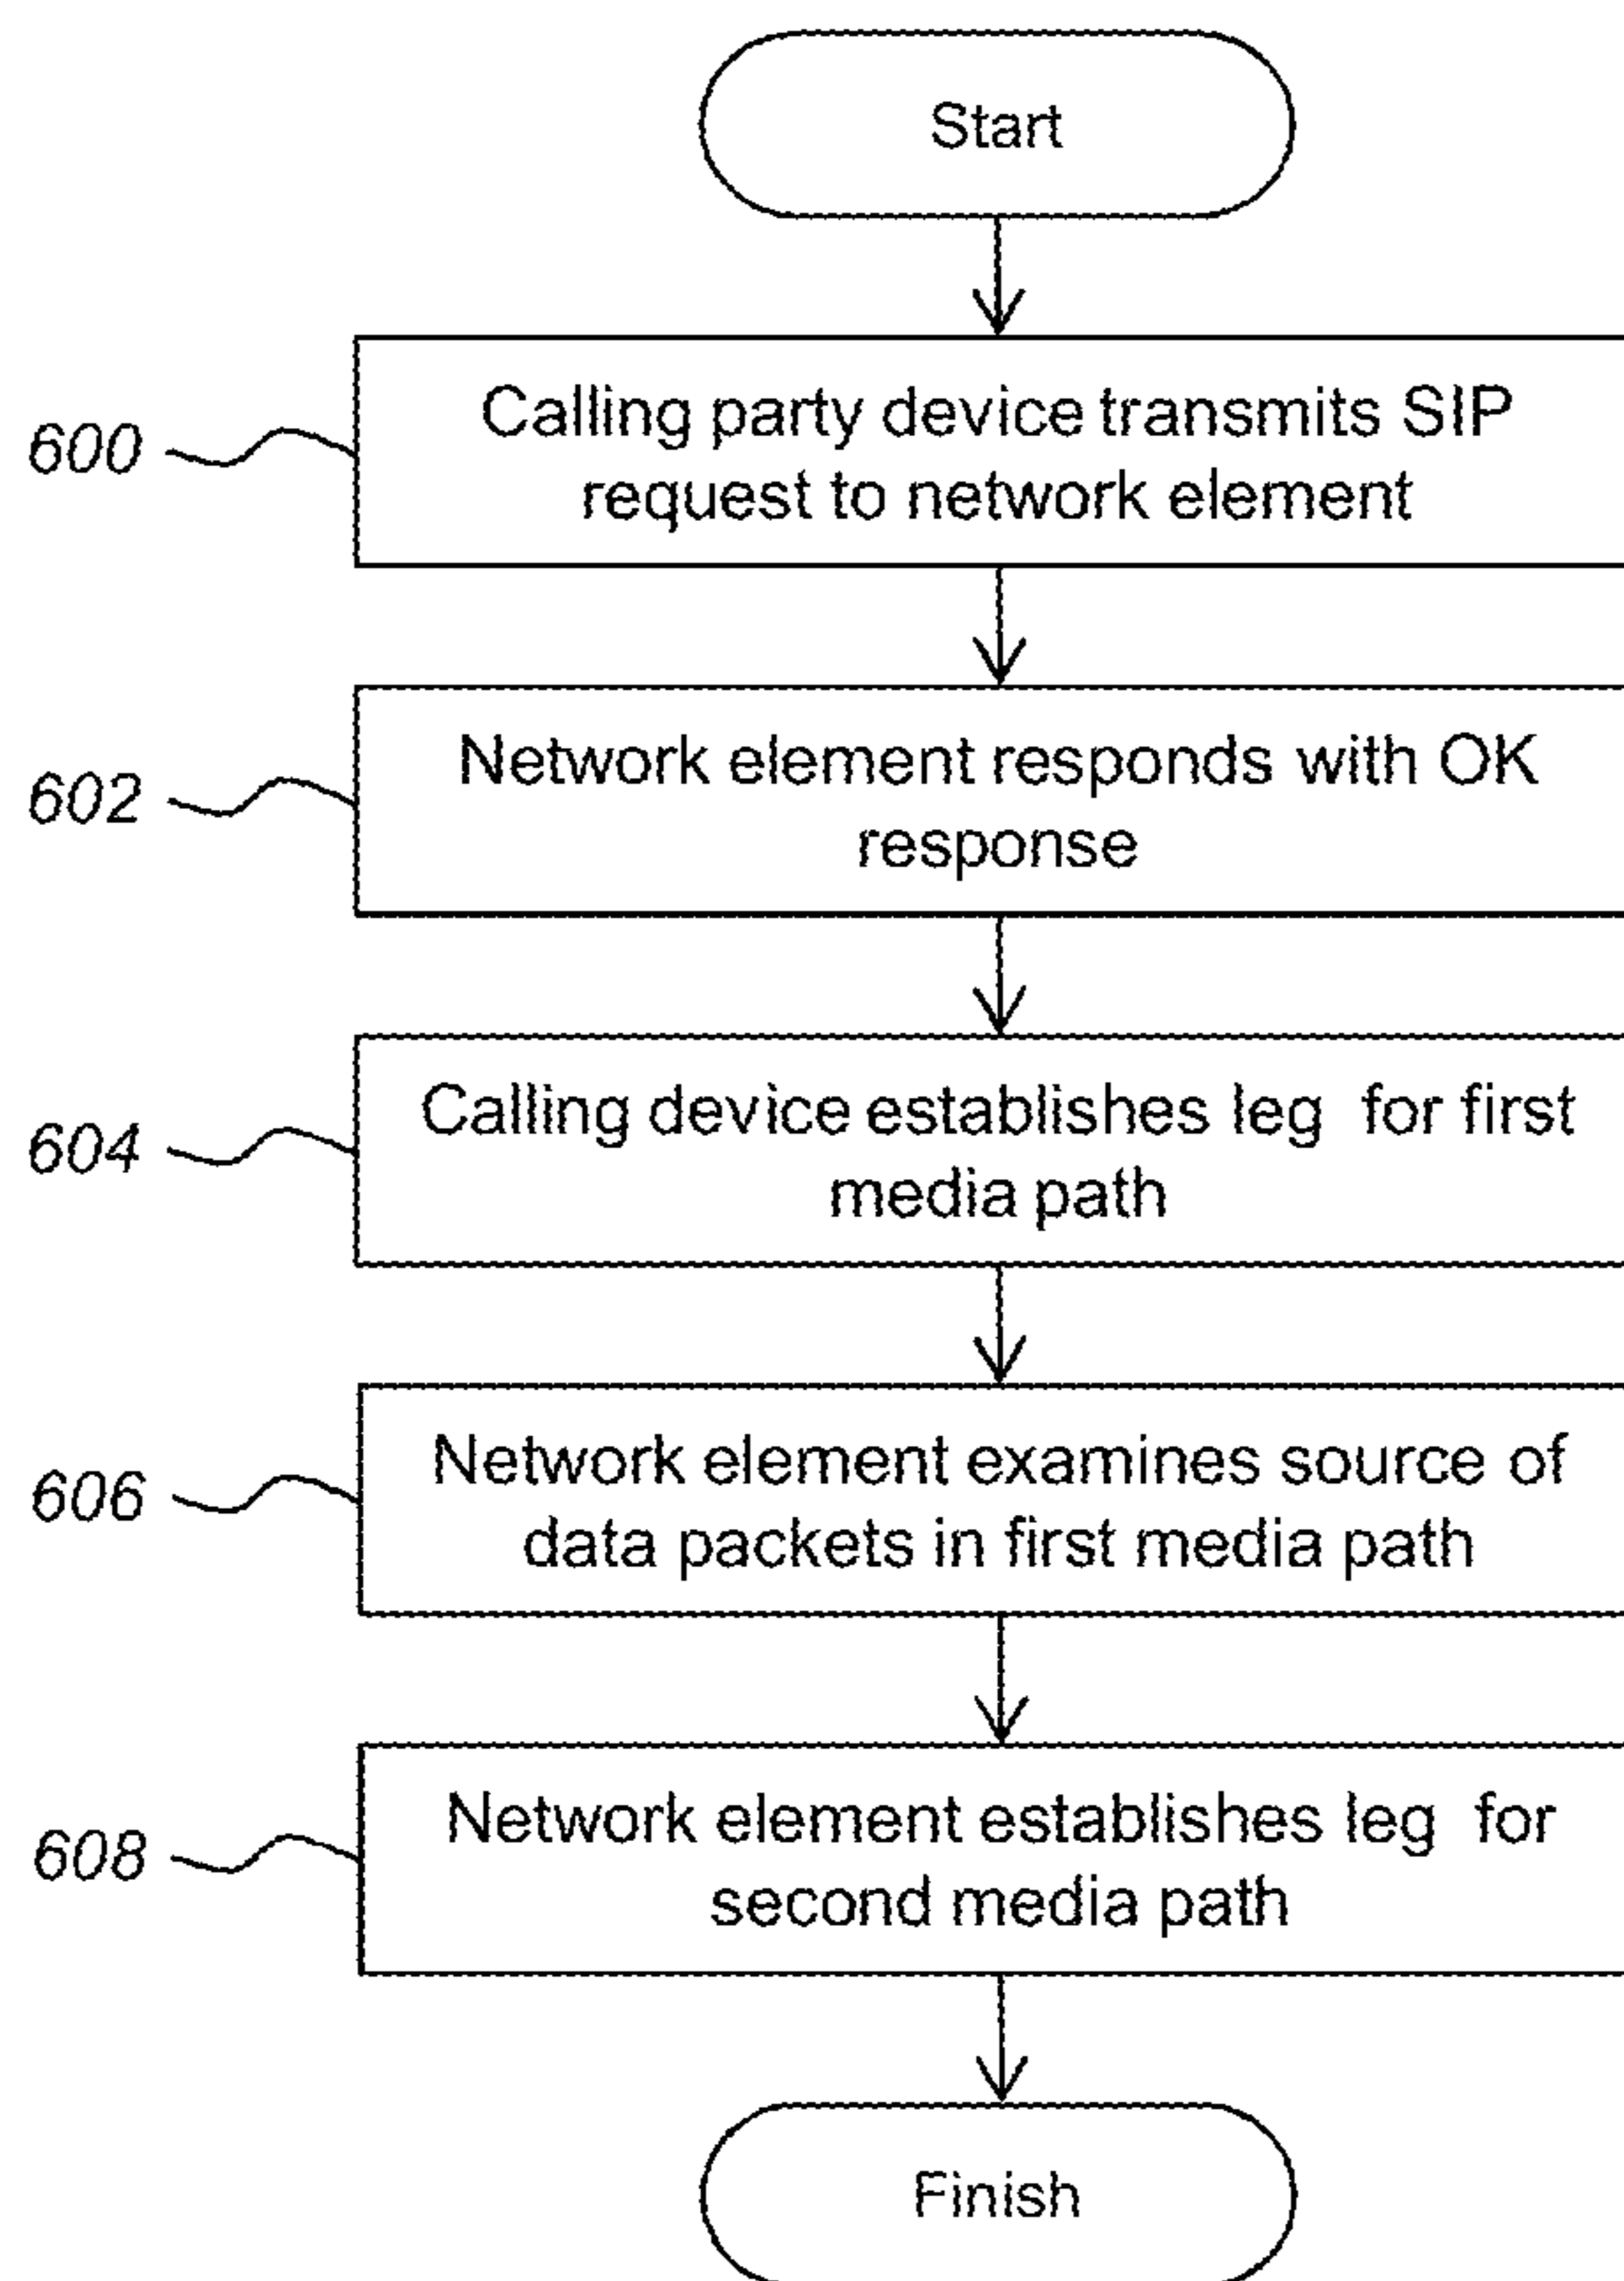 Start
600
Calling party device transmits SIP
request to network element
602
Network element responds with OK
response
604
Calling device establishes leg for first
media path
606
Network element examines source of
data packets in first media path
608
Network element establishes leg for
second media path
Finish